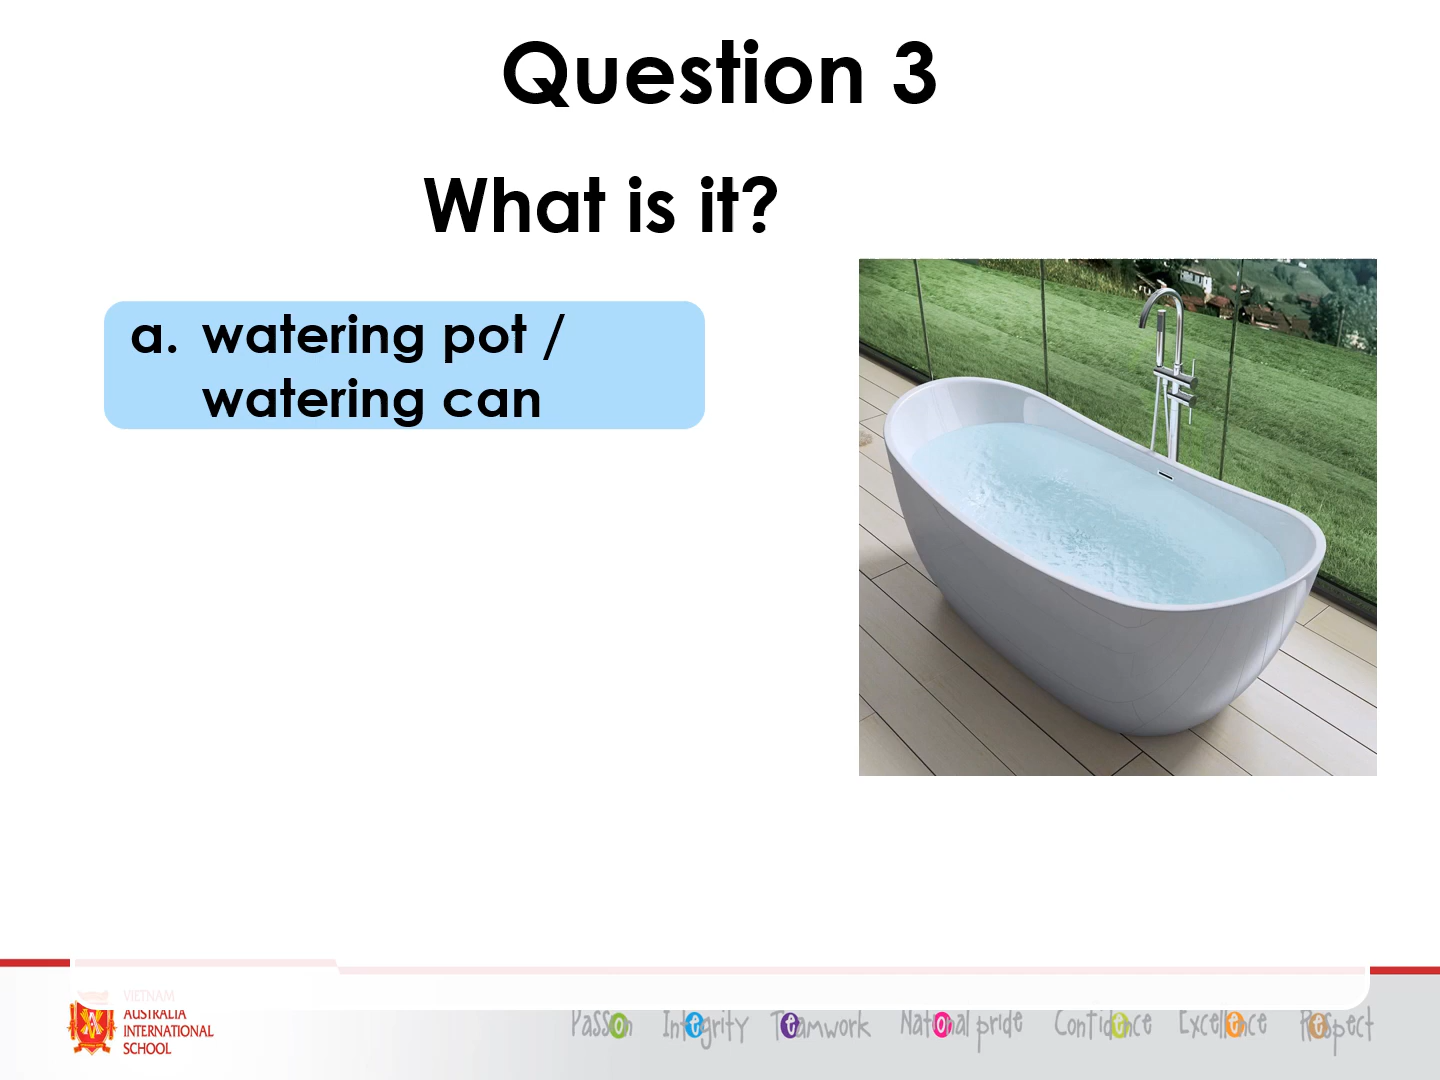 Question 3
What is it?
a. watering pot /
watering can
VIETNAM
AUSTRALIA
INTERNATIONAL
SCHOOL
Passion Integrity Teamwork National pride Confidence Excellence Respect